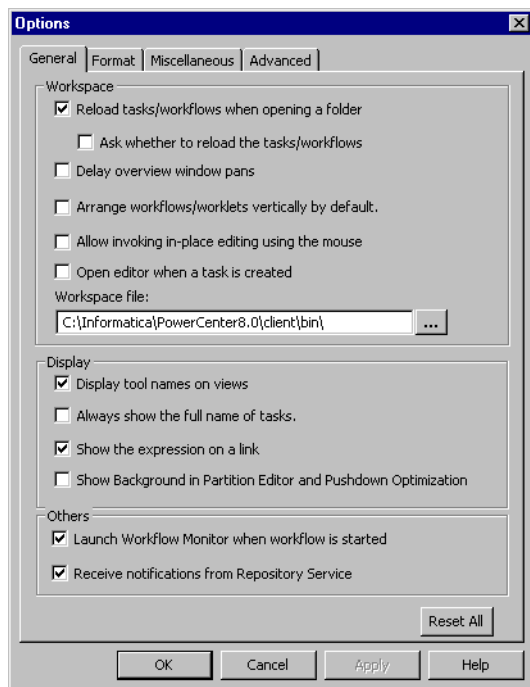 Options
General Format Miscellaneous Advanced
Workspace
Reload tasks/workflows when opening a folder
Ask whether to reload the tasks/workflows
Delay overview window pans
Arrange workflows/worklets vertically by default.
Allow invoking in-place editing using the mouse
Open editor when a task is created
Workspace file:
C:\Informatica\PowerCenter8.0\client\bin\ ...
Display
Display tool names on views
Always show the full name of tasks.
Show the expression on a link
Show Background in Partition Editor and Pushdown Optimization
Others
Launch Workflow Monitor when workflow is started
Receive notifications from Repository Service
Reset All
OK Cancel Apply Help